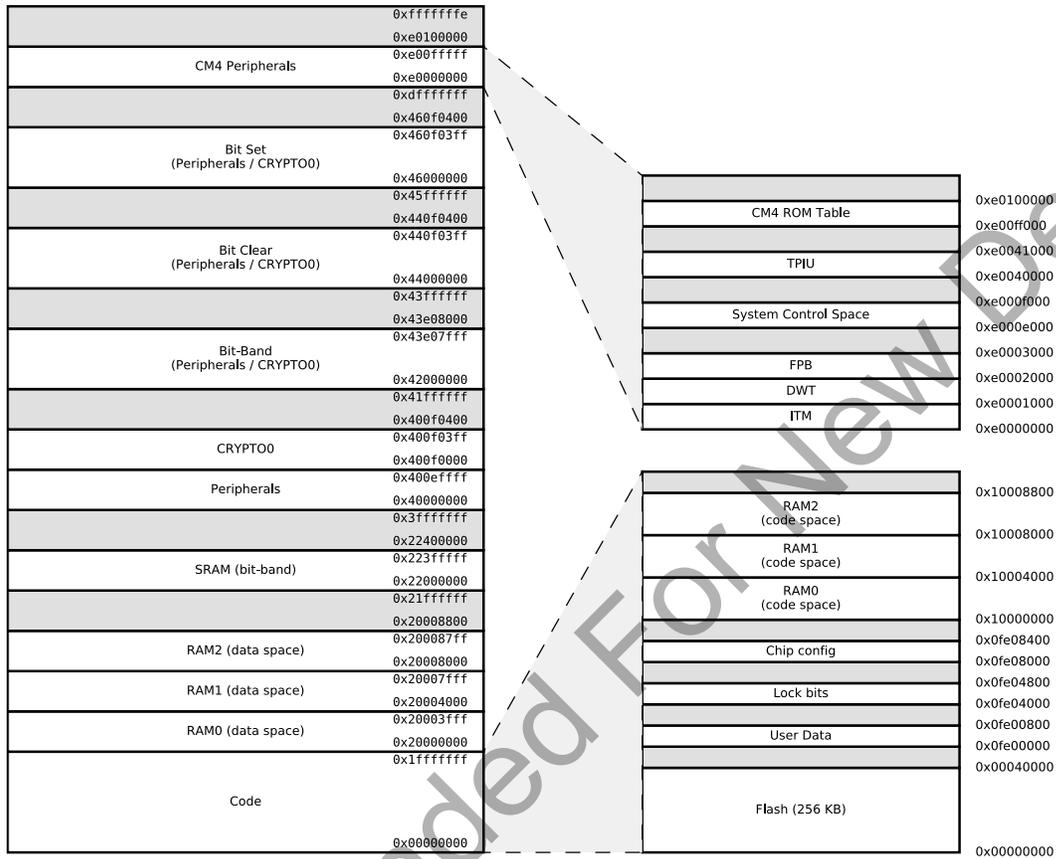 0xfffffffe
0xe0100000
0xe00fffff
CM4 Peripherals
0xe0000000
0xdfffffff
0x460f0400
0x460f03ff
Bit Set
(Peripherals / CRYPTO0)
0x46000000
0x45ffffff
0x440f0400
0x440f03ff
Bit Clear
(Peripherals / CRYPTO0)
0x44000000
0x43ffffff
0x43e08000
0x43e07fff
Bit-Band
(Peripherals / CRYPTO0)
0x42000000
0x41ffffff
0x400f0400
0x400f03ff
CRYPTO0
0x400f0000
0x400effff
Peripherals
0x40000000
0x3fffffff
0x22400000
0x223fffff
SRAM (bit-band)
0x22000000
0x21ffffff
0x20008800
0x200087ff
RAM2 (data space)
0x20008000
0x20007fff
RAM1 (data space)
0x20004000
0x20003fff
RAM0 (data space)
0x20000000
0x1fffffff
Code
0x00000000
0xe0100000
CM4 ROM Table
0xe00ff000
0xe0041000
TPIU
0xe0040000
0xe000f000
System Control Space
0xe000e000
0xe0003000
FPB
0xe0002000
DWT
0xe0001000
ITM
0xe0000000
0x10008800
RAM2
(code space)
0x10008000
RAM1
(code space)
0x10004000
RAM0
(code space)
0x10000000
0x0fe08400
Chip config
0x0fe08000
0x0fe04800
Lock bits
0x0fe04000
0x0fe00800
User Data
0x0fe00000
0x00040000
Flash (256 KB)
0x00000000
For New